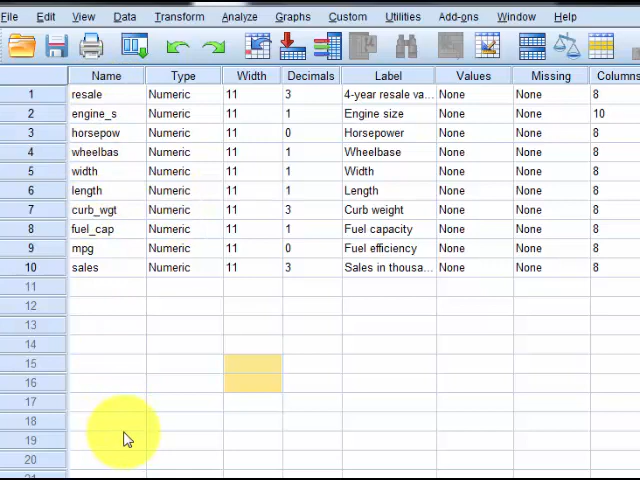 File Edit View Data Transform Analyze Graphs Custom Utilities Add-ons Window Help
Name Type Width Decimals Label Values Missing Columns
1 resale Numeric 11 3 4-year resale va... None None 8
2 engine_s Numeric 11 1 Engine size None None 10
3 horsepow Numeric 11 0 Horsepower None None 8
4 wheelbas Numeric 11 1 Wheelbase None None 8
5 width Numeric 11 1 Width None None 8
6 length Numeric 11 1 Length None None 8
7 curb_wgt Numeric 11 3 Curb weight None None 8
8 fuel_cap Numeric 11 1 Fuel capacity None None 8
9 mpg Numeric 11 0 Fuel efficiency None None 8
10 sales Numeric 11 3 Sales in thousa... None None 8
11
12
13
14
15
16
17
18
19
20
21